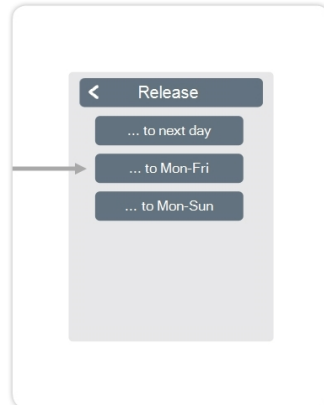 Release
... to next day
... to Mon-Fri
... to Mon-Sun